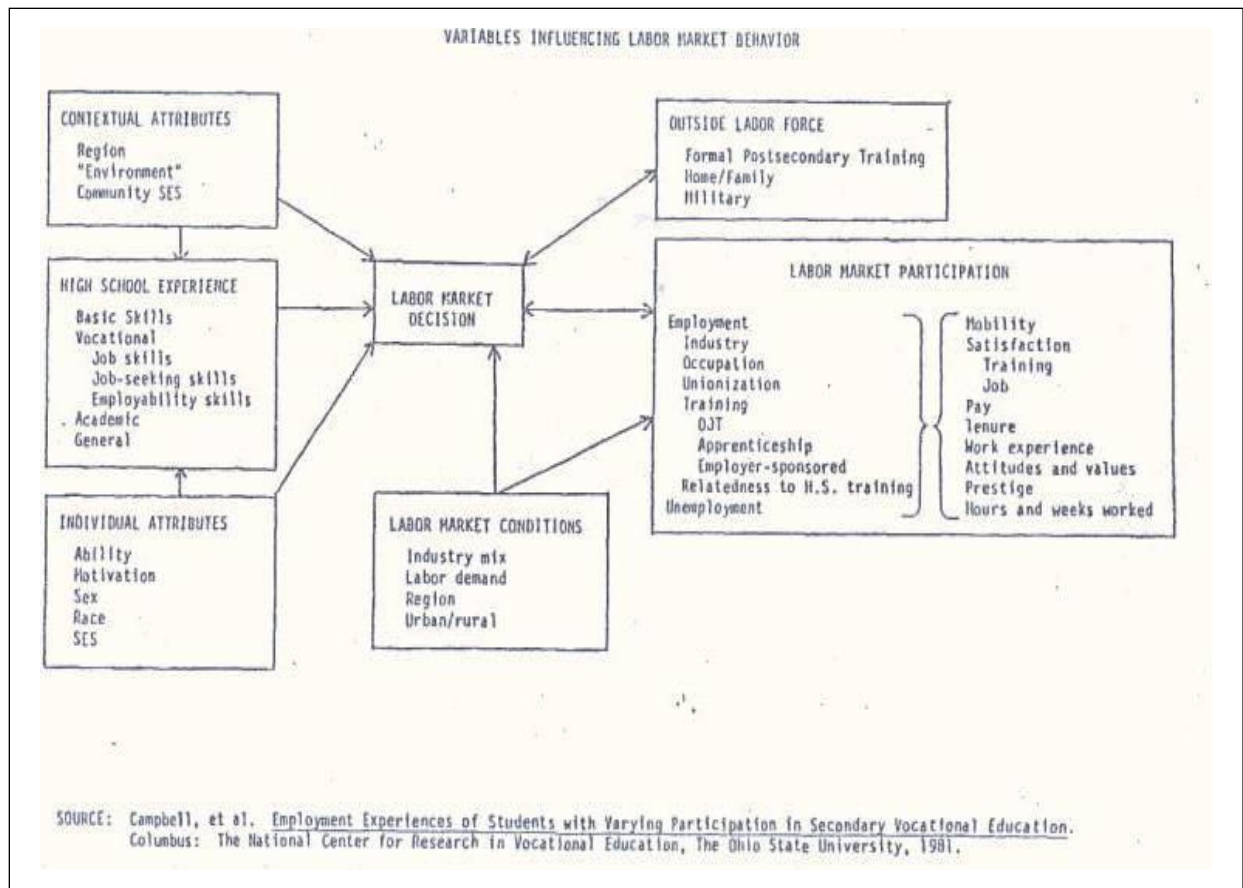 VARIABLES INFLUENCING LABOR MARKET BEHAVIOR
CONTEXTUAL ATTRIBUTES
Region
"Environment"
Community SES
HIGH SCHOOL EXPERIENCE
Basic Skills
Vocational
Job skills
Job-seeking skills
Employability skills
Academic
General
INDIVIDUAL ATTRIBUTES
Ability
Motivation
Sex
Race
SES
LABOR MARKET
DECISION
LABOR MARKET CONDITIONS
Industry mix
Labor demand
Region
Urban/rural
OUTSIDE LABOR FORCE
Formal Postsecondary Training
Home/Family
Military
LABOR MARKET PARTICIPATION
Employment
Industry
Occupation
Unionization
Training
OJT
Apprenticeship
Employer-sponsored
Relatedness to H.S. training
Unemployment
Mobility
Satisfaction
Training
Job
Pay
Tenure
Work experience
Attitudes and values
Prestige
Hours and weeks worked
SOURCE: Campbell, et al. Employment Experiences of Students with Varying Participation in Secondary Vocational Education.
Columbus: The National Center for Research in Vocational Education, The Ohio State University, 1981.